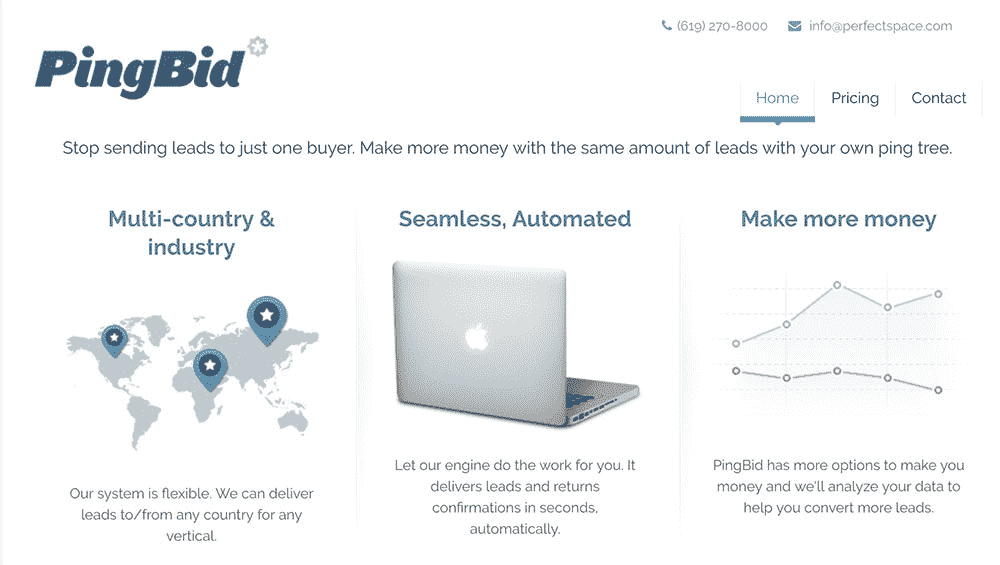 (619) 270-8000 info@perfectspace.com
PingBid
Home Pricing Contact
Stop sending leads to just one buyer. Make more money with the same amount of leads with your own ping tree.
Multi-country &
industry
Our system is flexible. We can deliver
leads to/from any country for any
vertical.
Seamless, Automated
Let our engine do the work for you. It
delivers leads and returns
confirmations in seconds,
automatically.
Make more money
PingBid has more options to make you
money and we'll analyze your data to
help you convert more leads.